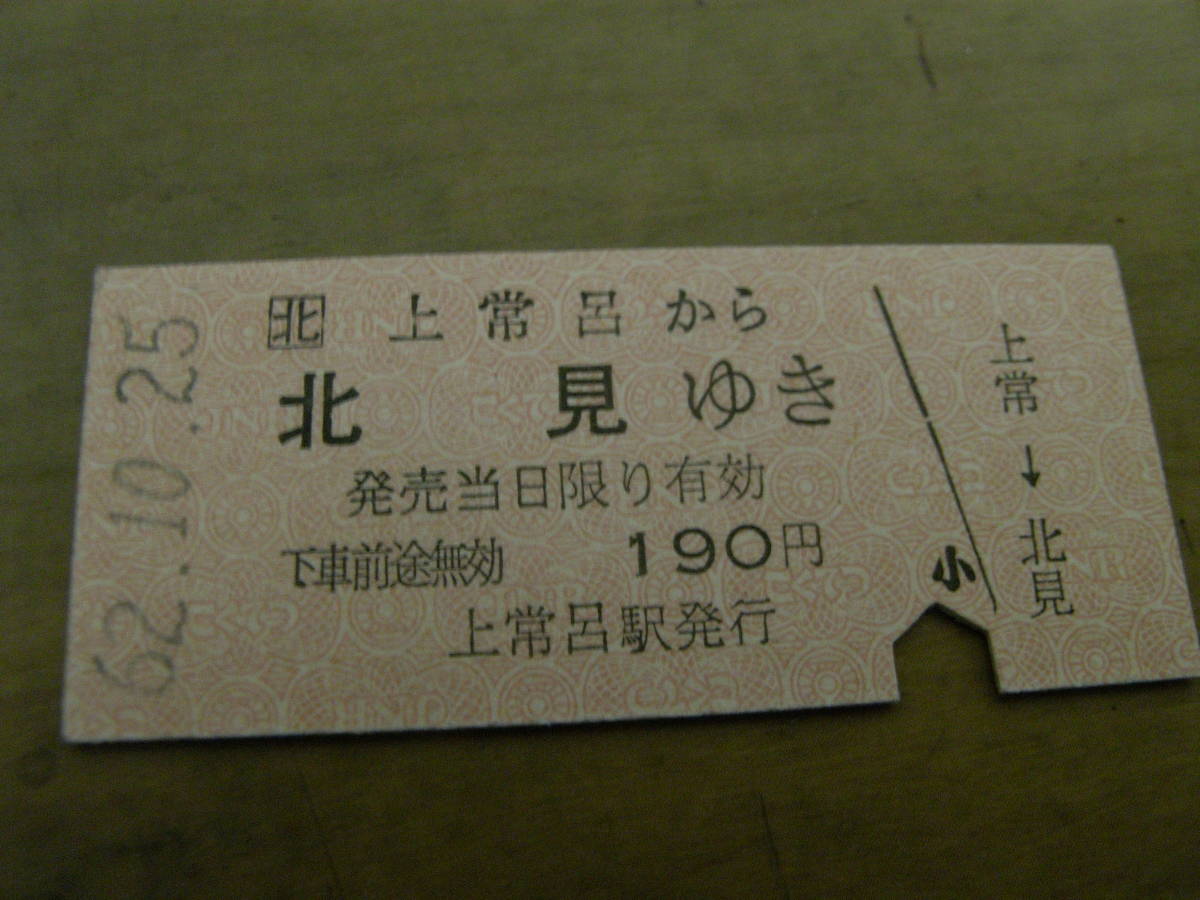 62.10.25
北 上常呂から
北見ゆき
発売当日限り有効
下車前途無効 190円
上常呂駅発行
小
上常→北見